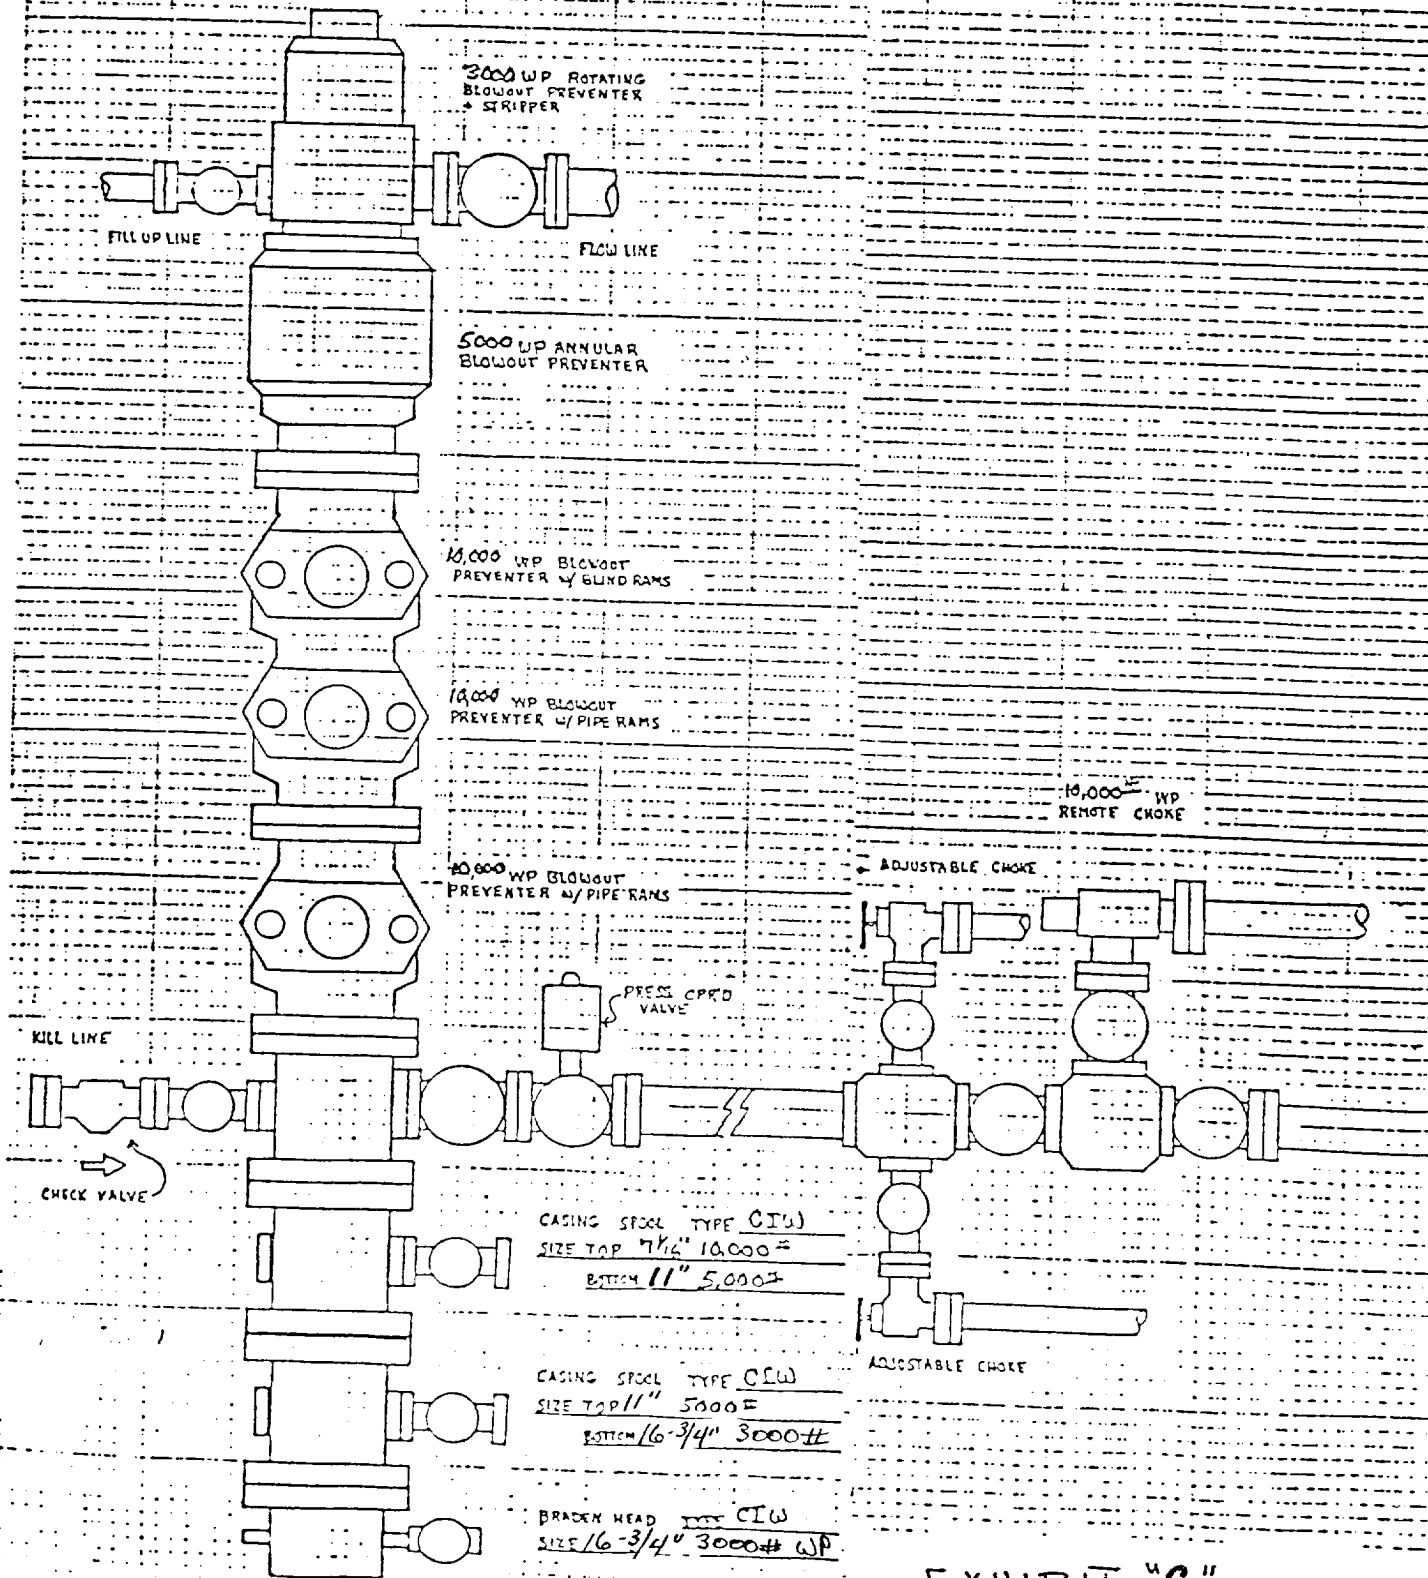 3000 WP ROTATING
BLOWOUT PREVENTER
+ STRIPPER
FILL UP LINE
FLOW LINE
5000 WP ANNULAR
BLOWOUT PREVENTER
10,000 WP BLOWOUT
PREVENTER W/ BLIND RAMS
10,000 WP BLOWOUT
PREVENTER W/ PIPE RAMS
10,000# WP
REMOTE CHOKE
ADJUSTABLE CHOKE
10,000 WP BLOWOUT
PREVENTER W/ PIPE RAMS
PRESS OPR'D
VALVE
KILL LINE
CHECK VALVE
CASING SPOOL TYPE CIW
SIZE TOP 7 1/16" 10,000#
BOTTOM 11" 5,000#
ADJUSTABLE CHOKE
CASING SPOOL TYPE CIW
SIZE TOP 11" 5000#
BOTTOM 16-3/4" 3000#
BRADEN HEAD TYPE CIW
SIZE 16-3/4" 3000# WP
EXHIBIT "C"